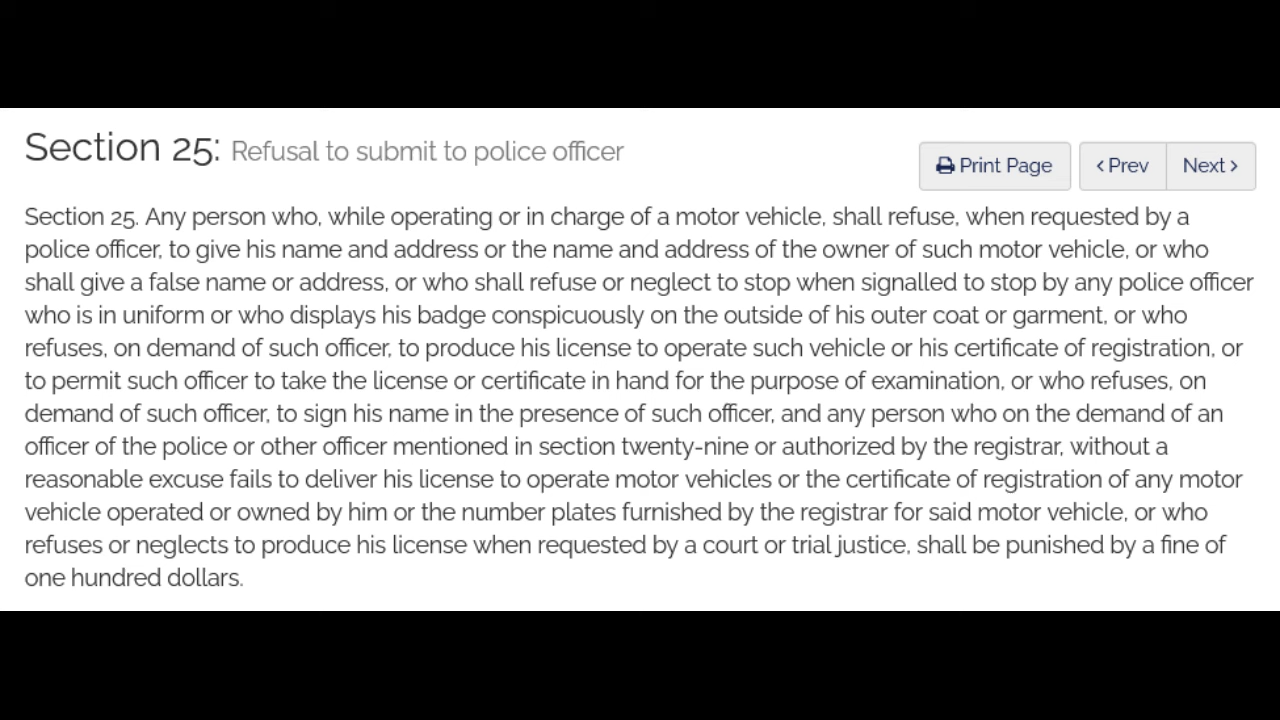 Section 25: Refusal to submit to police officer
Print Page
‹ Prev
Next ›
Section 25. Any person who, while operating or in charge of a motor vehicle, shall refuse, when requested by a
police officer, to give his name and address or the name and address of the owner of such motor vehicle, or who
shall give a false name or address, or who shall refuse or neglect to stop when signalled to stop by any police officer
who is in uniform or who displays his badge conspicuously on the outside of his outer coat or garment, or who
refuses, on demand of such officer, to produce his license to operate such vehicle or his certificate of registration, or
to permit such officer to take the license or certificate in hand for the purpose of examination, or who refuses, on
demand of such officer, to sign his name in the presence of such officer, and any person who on the demand of an
officer of the police or other officer mentioned in section twenty-nine or authorized by the registrar, without a
reasonable excuse fails to deliver his license to operate motor vehicles or the certificate of registration of any motor
vehicle operated or owned by him or the number plates furnished by the registrar for said motor vehicle, or who
refuses or neglects to produce his license when requested by a court or trial justice, shall be punished by a fine of
one hundred dollars.